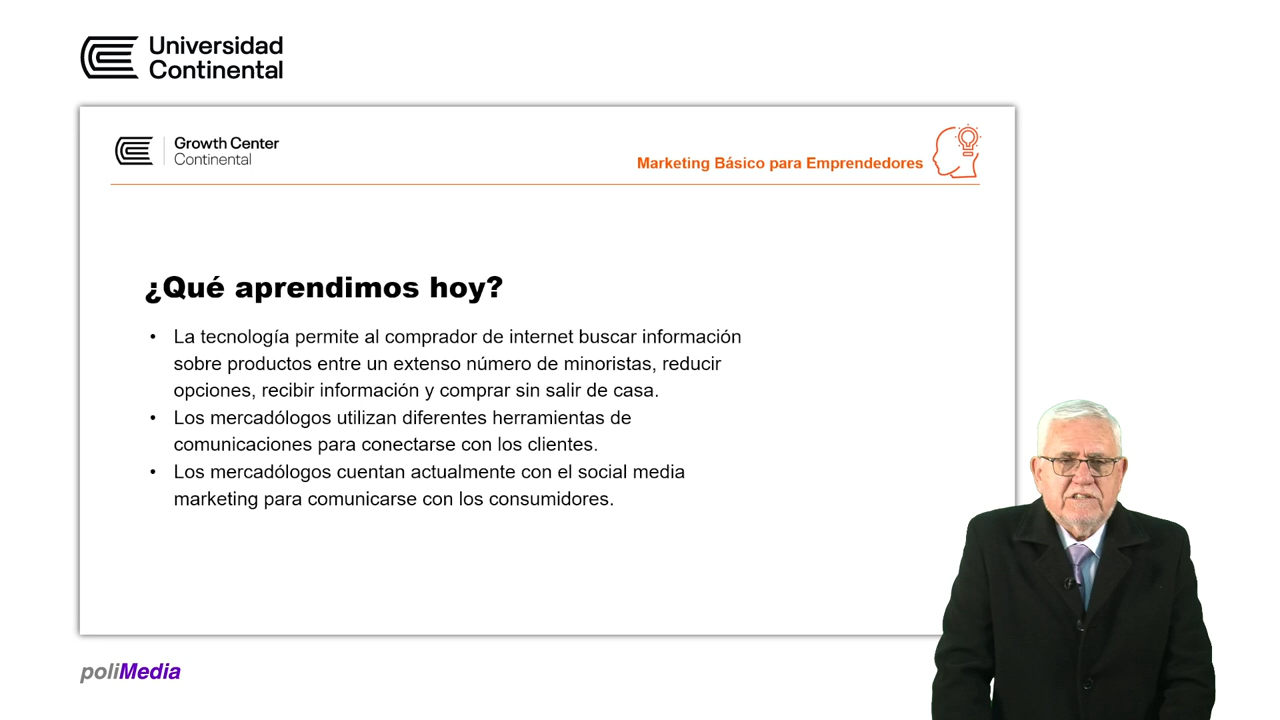 Universidad
Continental
Growth Center
Continental
Marketing Básico para Emprendedores
¿Qué aprendimos hoy?
• La tecnología permite al comprador de internet buscar información
sobre productos entre un extenso número de minoristas, reducir
opciones, recibir información y comprar sin salir de casa.
• Los mercadólogos utilizan diferentes herramientas de
comunicaciones para conectarse con los clientes.
• Los mercadólogos cuentan actualmente con el social media
marketing para comunicarse con los consumidores.
poliMedia